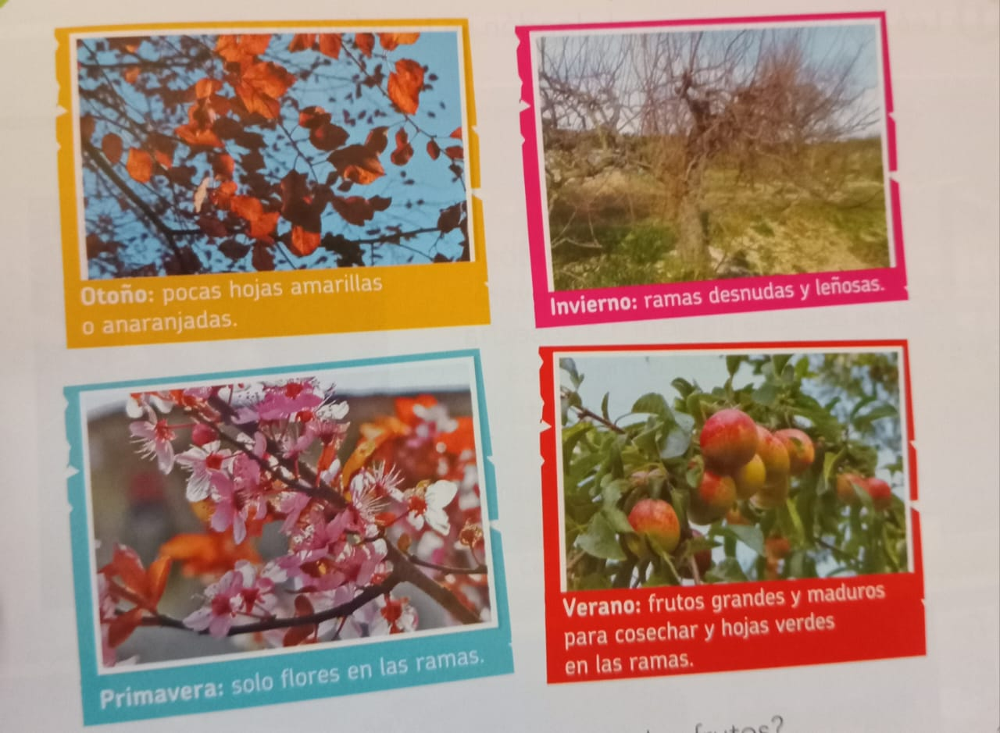 Otoño: pocas hojas amarillas
o anaranjadas.
Invierno: ramas desnudas y leñosas.
Primavera: solo flores en las ramas.
Verano: frutos grandes y maduros
para cosechar y hojas verdes
en las ramas.
frutos?